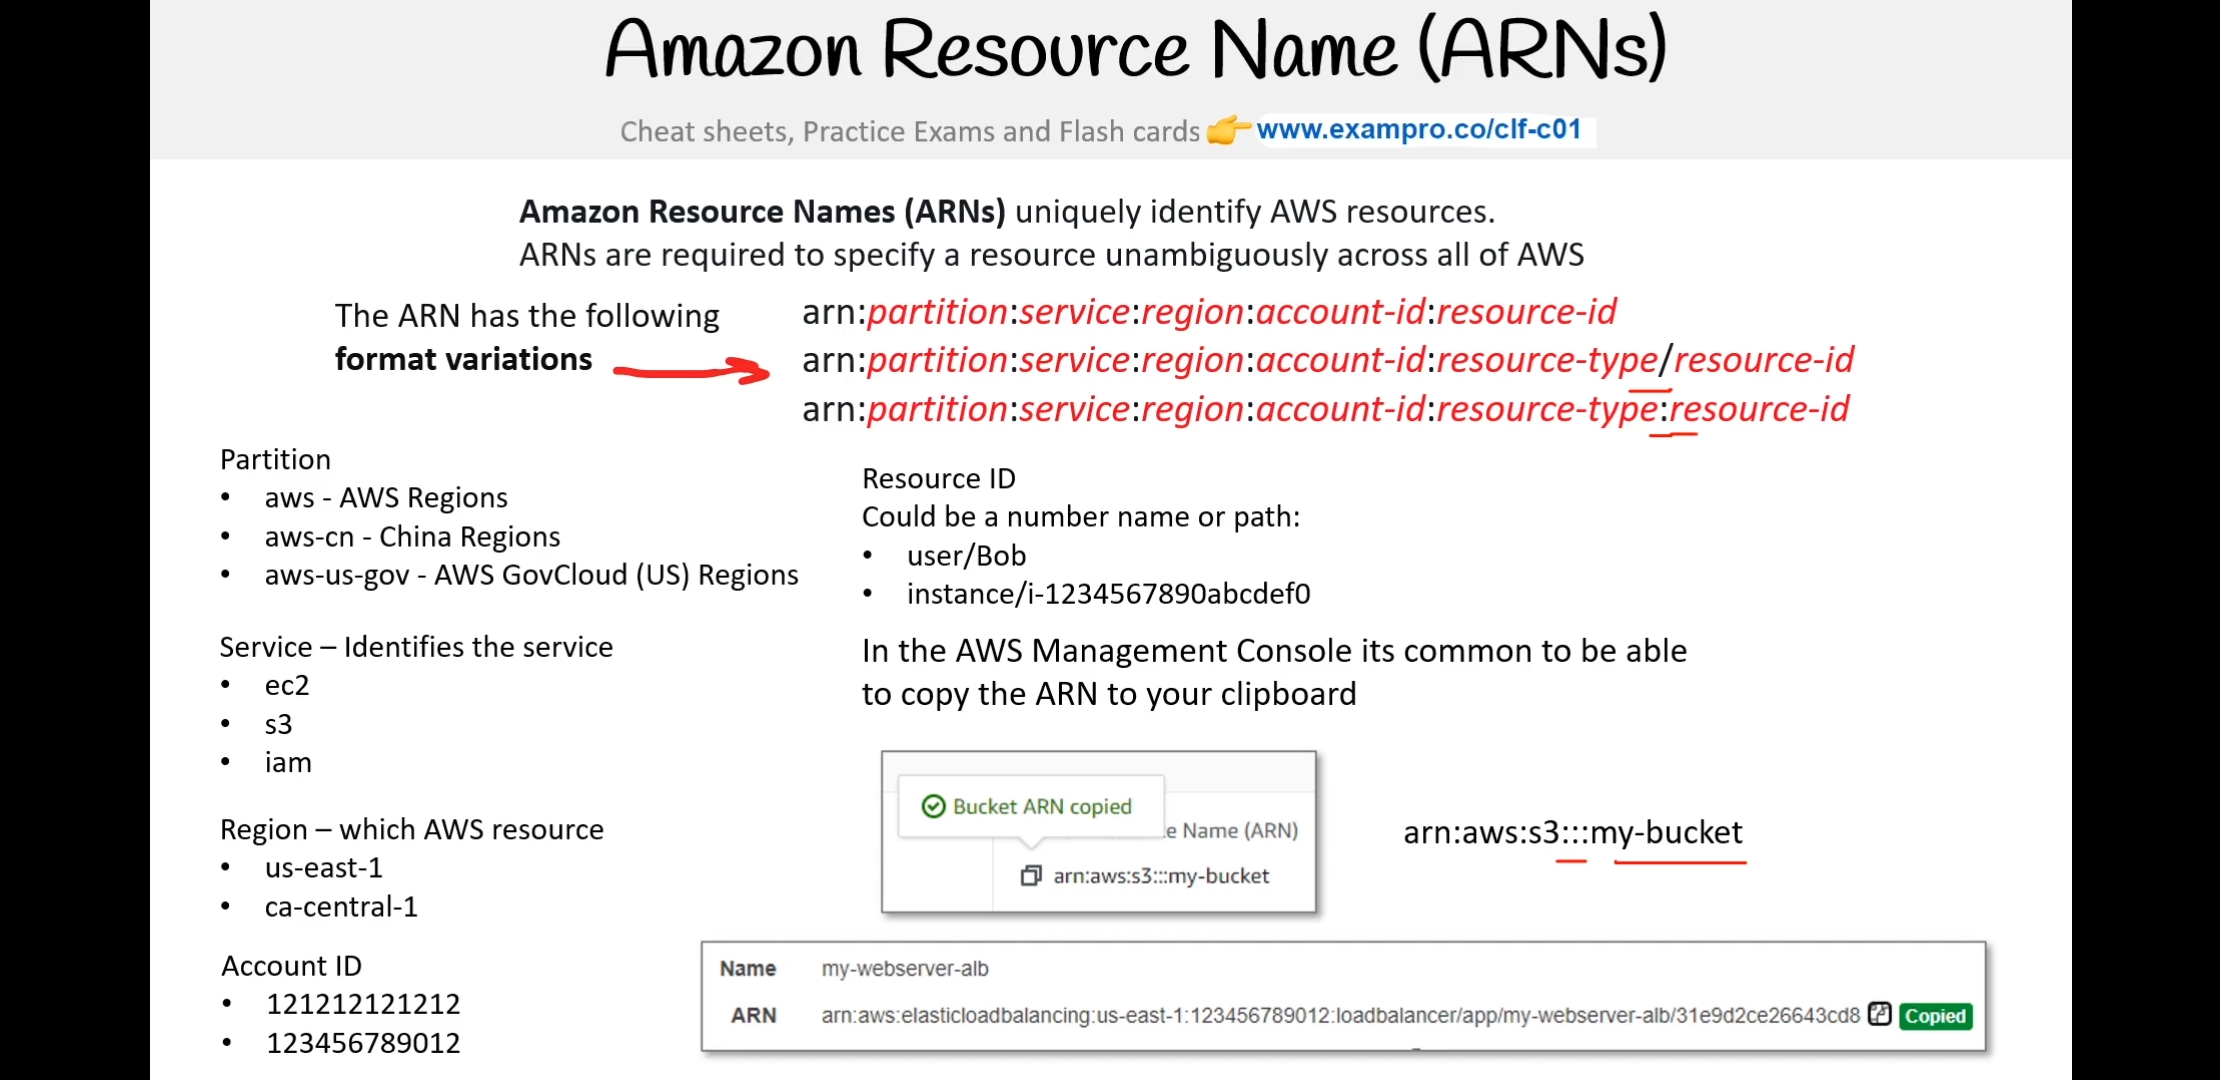 Amazon Resource Name (ARNs)
Cheat sheets, Practice Exams and Flash cards 👉 www.exampro.co/clf-c01
Amazon Resource Names (ARNs) uniquely identify AWS resources.
ARNs are required to specify a resource unambiguously across all of AWS
The ARN has the following
format variations
arn:partition:service:region:account-id:resource-id
arn:partition:service:region:account-id:resource-type/resource-id
arn:partition:service:region:account-id:resource-type:resource-id
Partition
• aws - AWS Regions
• aws-cn - China Regions
• aws-us-gov - AWS GovCloud (US) Regions
Service – Identifies the service
• ec2
• s3
• iam
Region – which AWS resource
• us-east-1
• ca-central-1
Account ID
• 121212121212
• 123456789012
Resource ID
Could be a number name or path:
• user/Bob
• instance/i-1234567890abcdef0
In the AWS Management Console its common to be able
to copy the ARN to your clipboard
Bucket ARN copied
e Name (ARN)
arn:aws:s3:::my-bucket
arn:aws:s3:::my-bucket
Name my-webserver-alb
ARN arn:aws:elasticloadbalancing:us-east-1:123456789012:loadbalancer/app/my-webserver-alb/31e9d2ce26643cd8 Copied